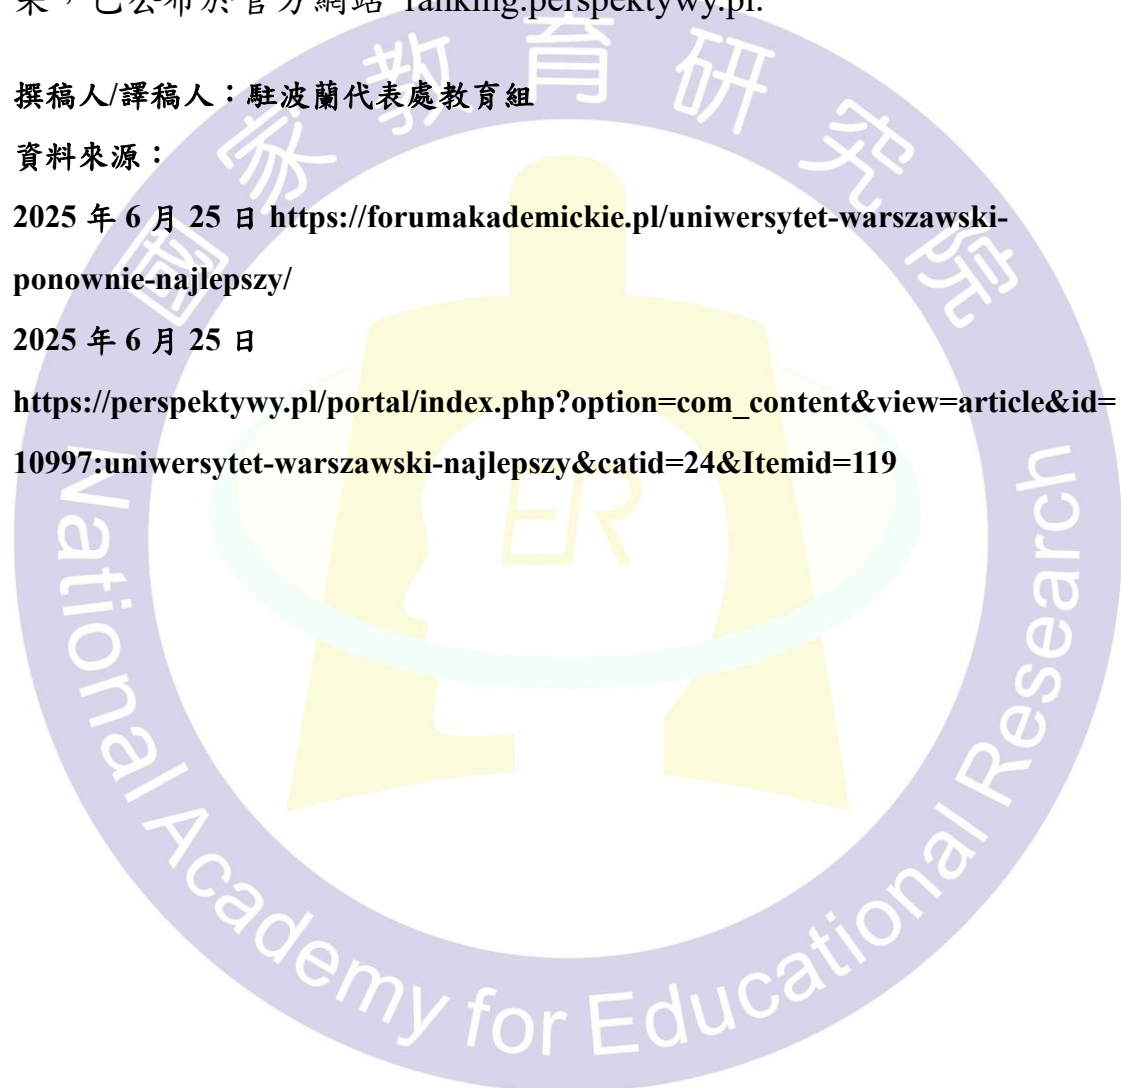 果，已公布於官方網站 ranking.perspektywy.pl.
撰稿人/譯稿人：駐波蘭代表處教育組
資料來源：
2025 年 6 月 25 日 https://forumakademickie.pl/uniwersytet-warszawski-
ponownie-najlepszy/
2025 年 6 月 25 日
https://perspektywy.pl/portal/index.php?option=com_content&view=article&id=
10997:uniwersytet-warszawski-najlepszy&catid=24&Itemid=119
國家教育研究院
ER
National Academy for Educational Research